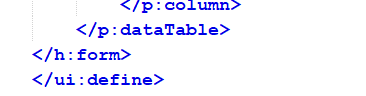 </p:column>
</p:dataTable>
</h:form>
</ui:define>